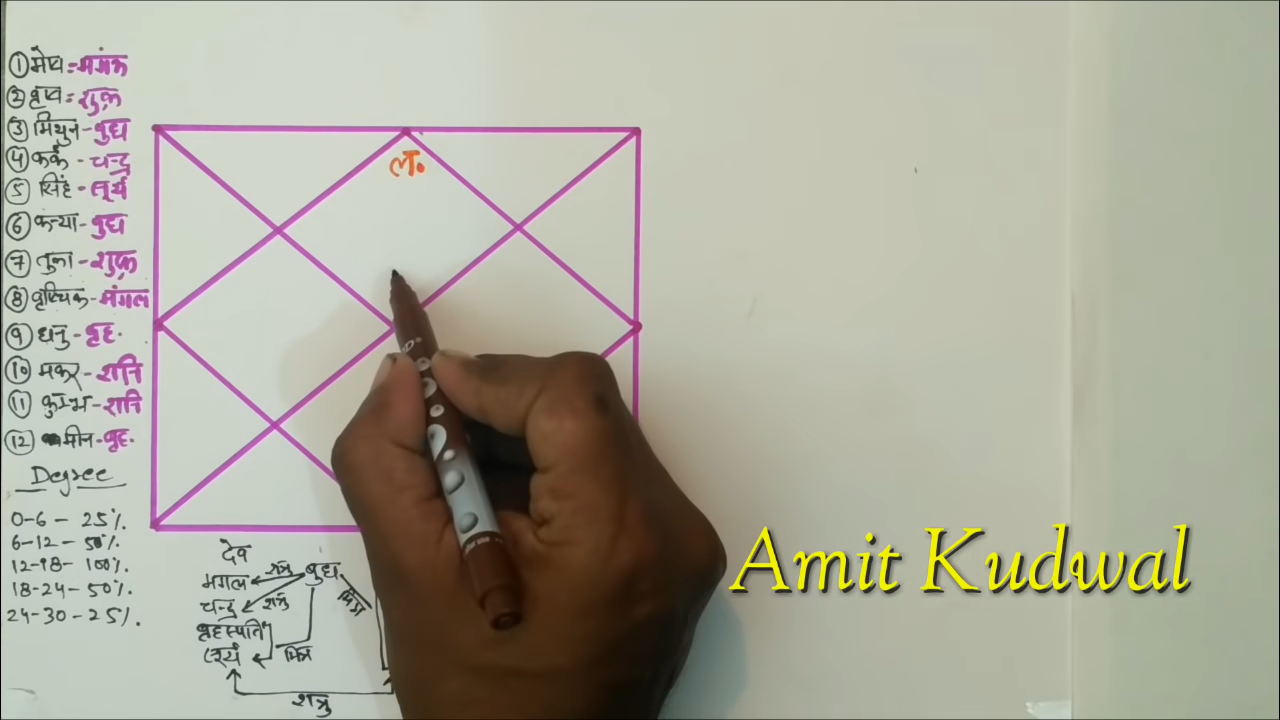 ① मेष = मंगल
② वृष = शुक्र
③ मिथुन - बुध
④ कर्क - चन्द्र
⑤ सिंह - सूर्य
⑥ कन्या - बुध
⑦ तुला - शुक्र
⑧ वृष्चिक - मंगल
⑨ धनु - बृह.
⑩ मकर - शनि
⑪ कुम्भ - शनि
⑫ मीन - बृह.
Degree
0-6 - 25%.
6-12 - 50%.
12-18 - 100%.
18-24 - 50%.
24-30 - 25%.
ल.
देव
मंगल शत्रु बुध
चन्द्र शत्रु मित्र
बृहस्पति
सूर्य मित्र
शत्रु
Amit Kudwal